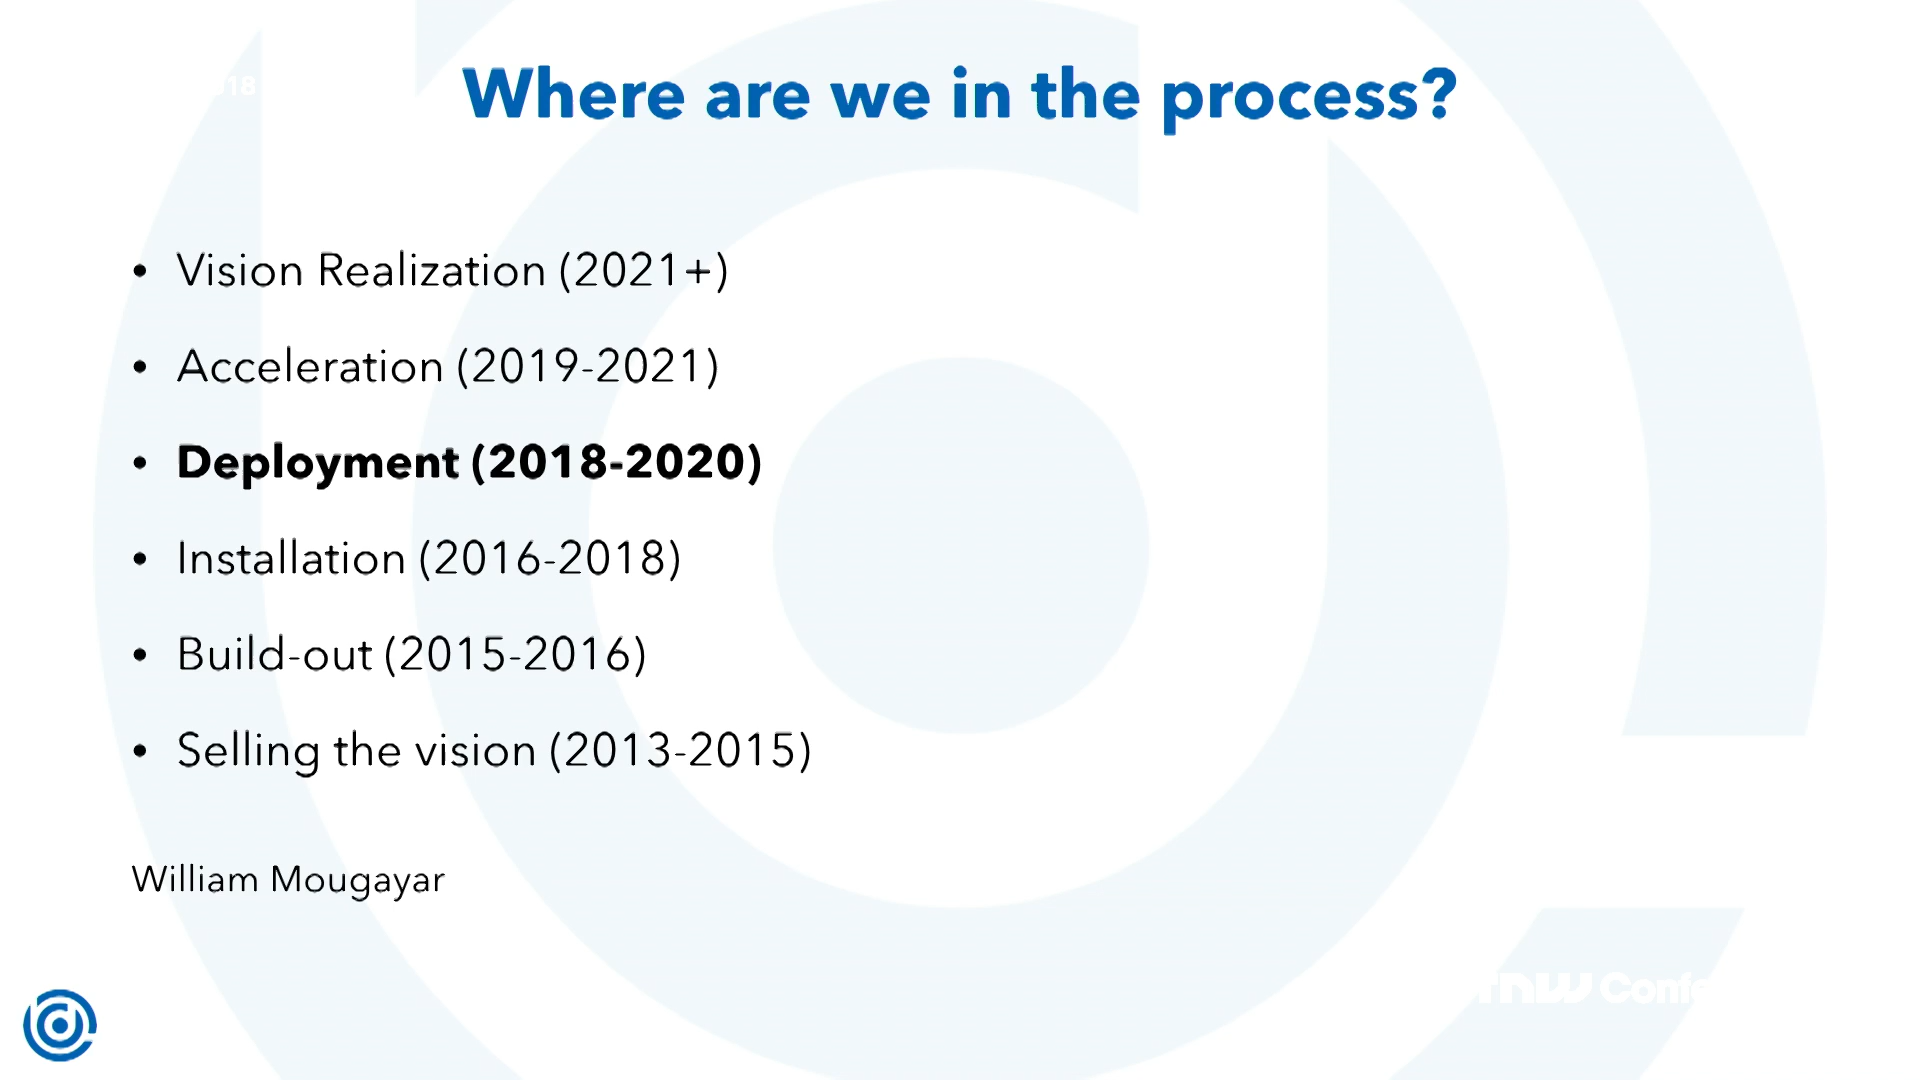 Where are we in the process?
• Vision Realization (2021+)
• Acceleration (2019-2021)
• Deployment (2018-2020)
• Installation (2016-2018)
• Build-out (2015-2016)
• Selling the vision (2013-2015)
William Mougayar